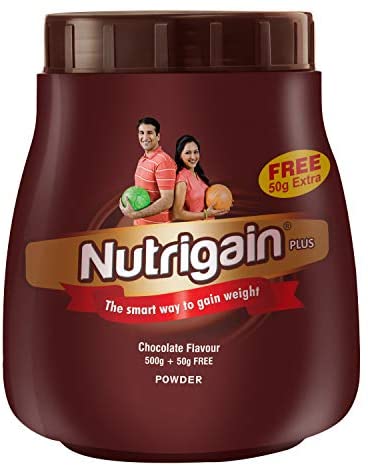 FREE
50g Extra
Nutrigain® PLUS
The smart way to gain weight
Chocolate Flavour
500g + 50g FREE
POWDER